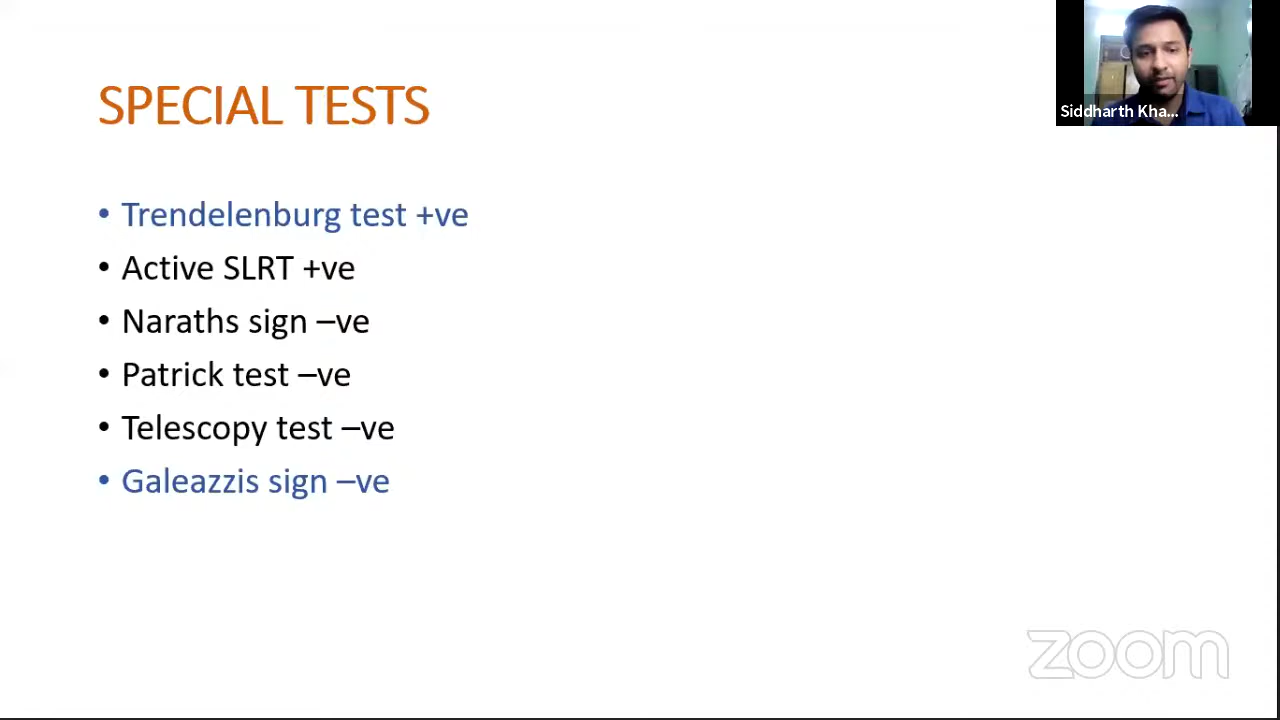 SPECIAL TESTS
Siddharth Kha...
• Trendelenburg test +ve
• Active SLRT +ve
• Naraths sign –ve
• Patrick test –ve
• Telescopy test –ve
• Galeazzis sign –ve
zoom